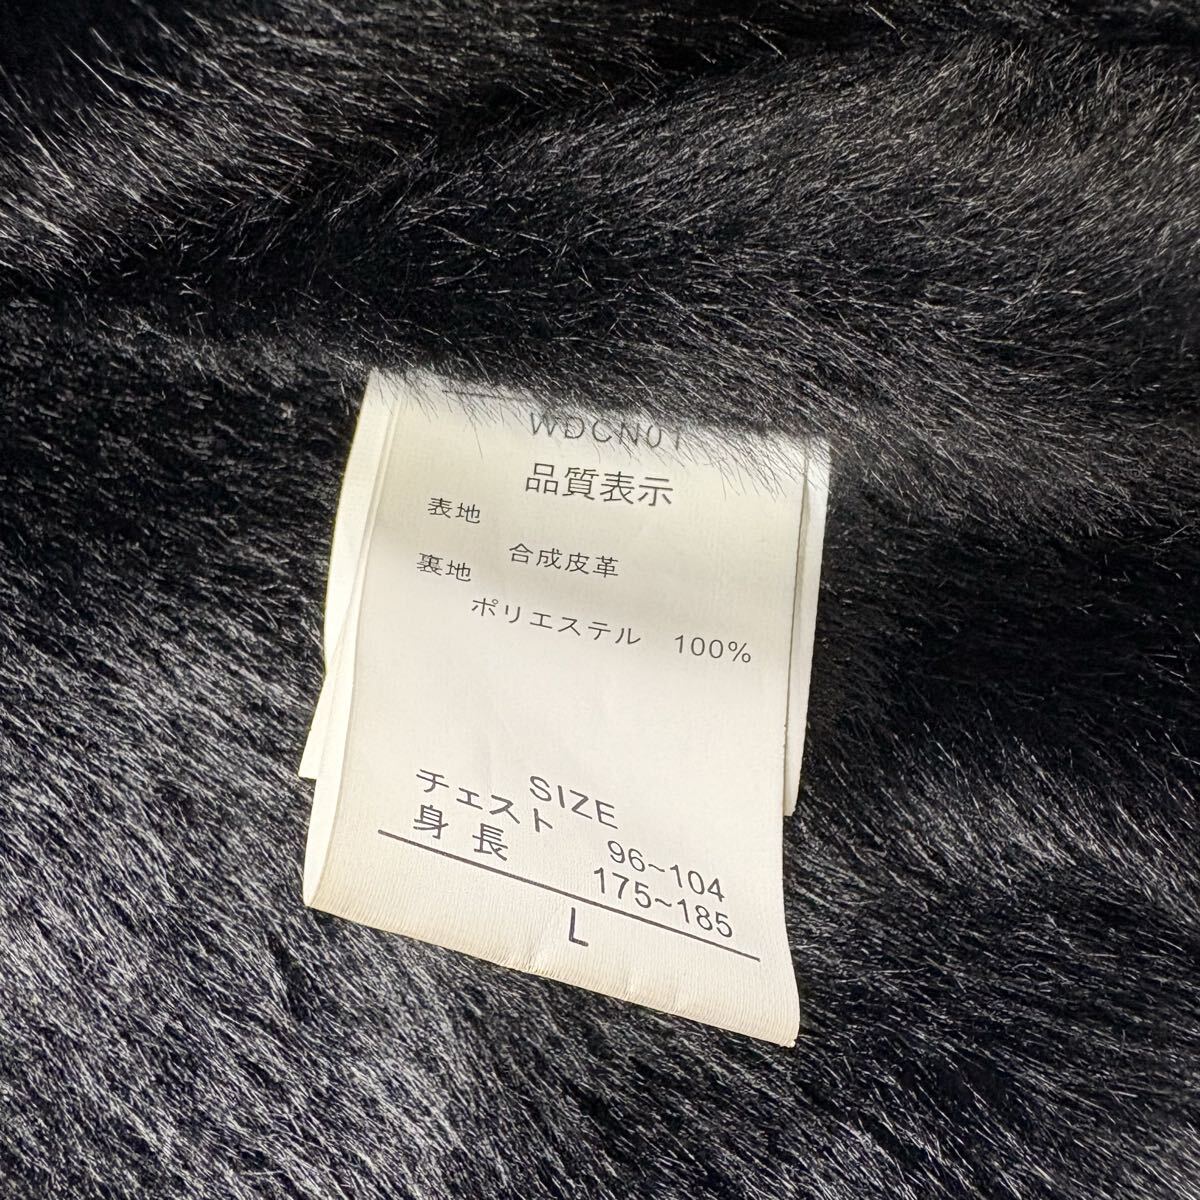 WDCN01
品質表示
表地
合成皮革
裏地
ポリエステル 100%
SIZE
チェスト 96~104
身長 175~185
L